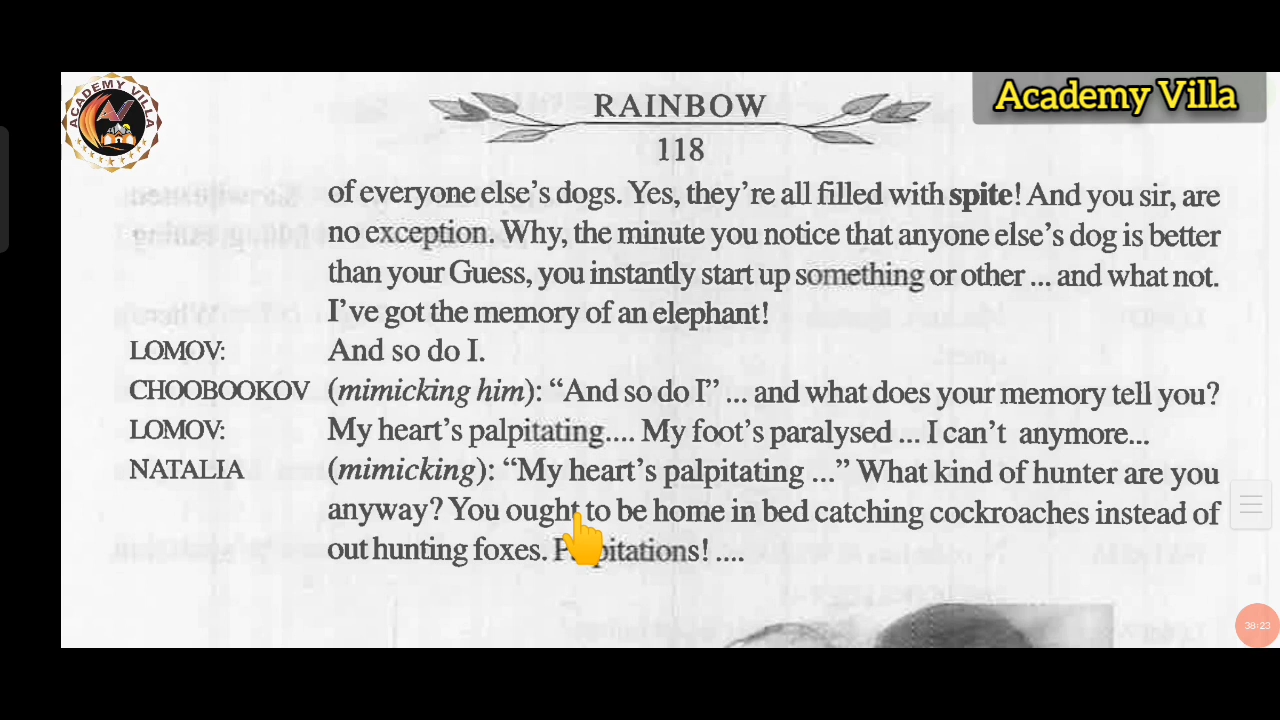 ACADEMY VILLA
AV
Academy Villa
RAINBOW
118
of everyone else's dogs. Yes, they're all filled with spite! And you sir, are
no exception. Why, the minute you notice that anyone else's dog is better
than your Guess, you instantly start up something or other ... and what not.
I've got the memory of an elephant!
LOMOV: And so do I.
CHOOBOOKOV (mimicking him): “And so do I” ... and what does your memory tell you?
LOMOV: My heart's palpitating.... My foot's paralysed ... I can't anymore...
NATALIA (mimicking): “My heart's palpitating ...” What kind of hunter are you
anyway? You ought to be home in bed catching cockroaches instead of
out hunting foxes. ! ....
38:23